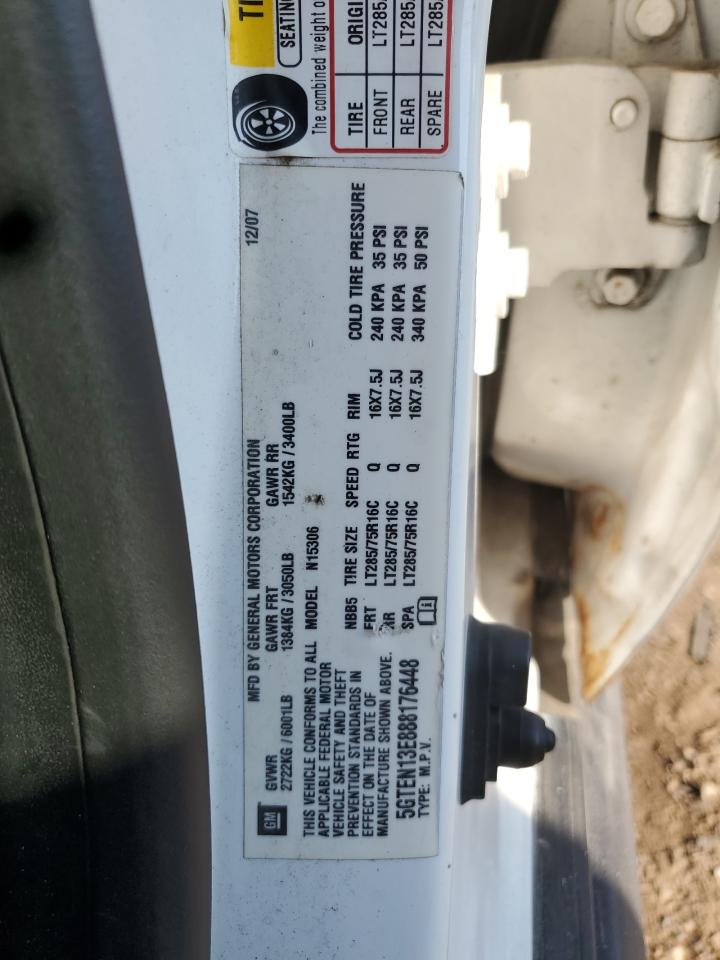 GM
MFD BY GENERAL MOTORS CORPORATION
12/07
GVWR GAWR FRT GAWR RR
2722KG / 6001LB 1384KG / 3050LB 1542KG / 3400LB
THIS VEHICLE CONFORMS TO ALL
APPLICABLE FEDERAL MOTOR
VEHICLE SAFETY AND THEFT
PREVENTION STANDARDS IN
EFFECT ON THE DATE OF
MANUFACTURE SHOWN ABOVE.
5GTEN13E888176448
TYPE: M.P.V.
MODEL N15306
NBB5 TIRE SIZE SPEED RTG RIM COLD TIRE PRESSURE
FRT LT285/75R16C Q 16X7.5J 240 KPA 35 PSI
RR LT285/75R16C Q 16X7.5J 240 KPA 35 PSI
SPA LT285/75R16C Q 16X7.5J 340 KPA 50 PSI
TI
SEATING
The combined weight o
TIRE ORIGI
FRONT LT285/
REAR LT285/
SPARE LT285/